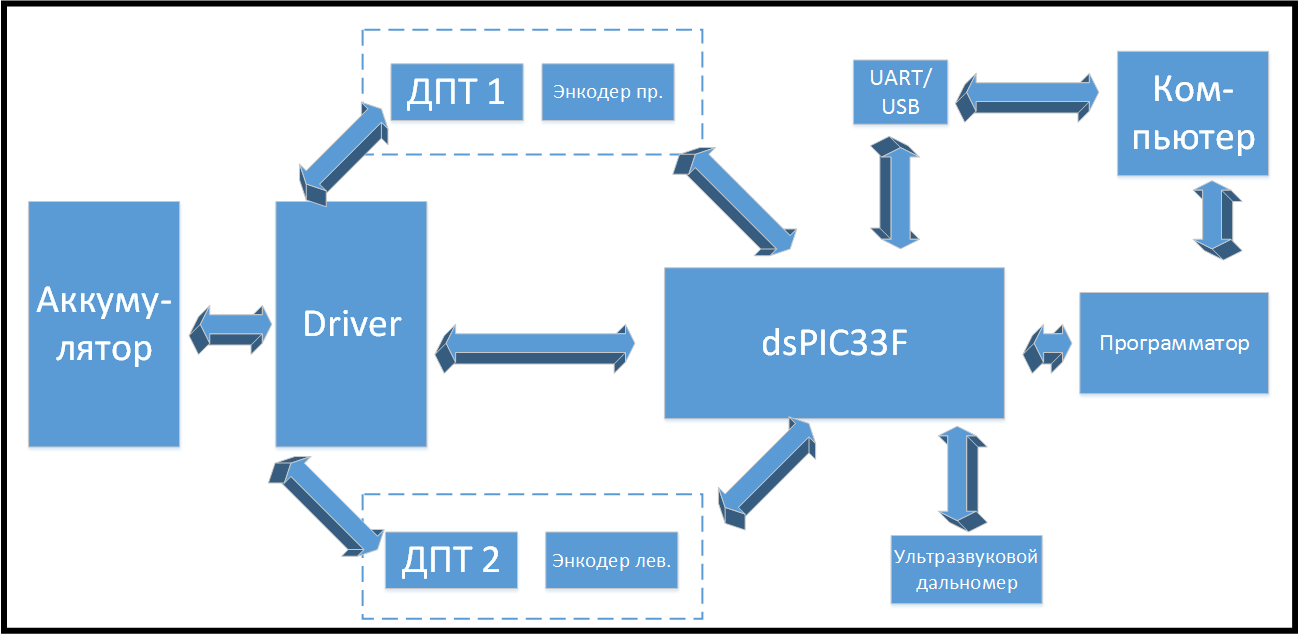 ДПТ 1
Энкодер пр.
UART/
USB
Ком-
пьютер
Аккуму-
лятор
Driver
dsPIC33F
Программатор
ДПТ 2
Энкодер лев.
Ультразвуковой
дальномер